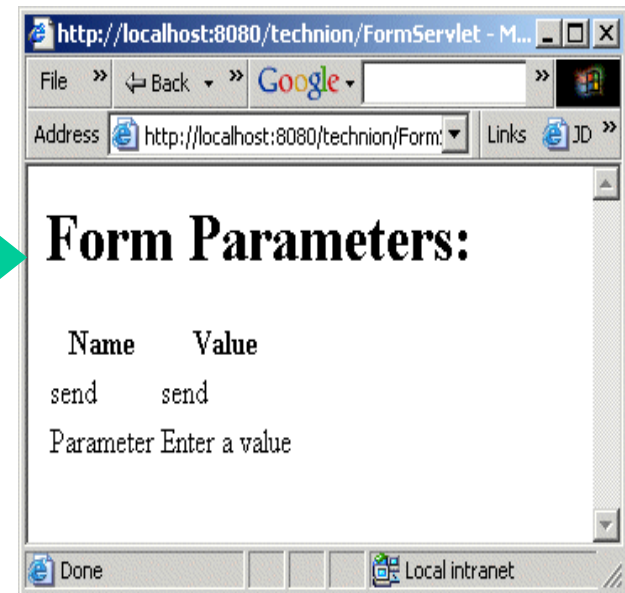 http://localhost:8080/technion/FormServlet - M...
File » Back » Google »
Address http://localhost:8080/technion/Form Links JD »
Form Parameters:
Name Value
send send
Parameter Enter a value
Done Local intranet